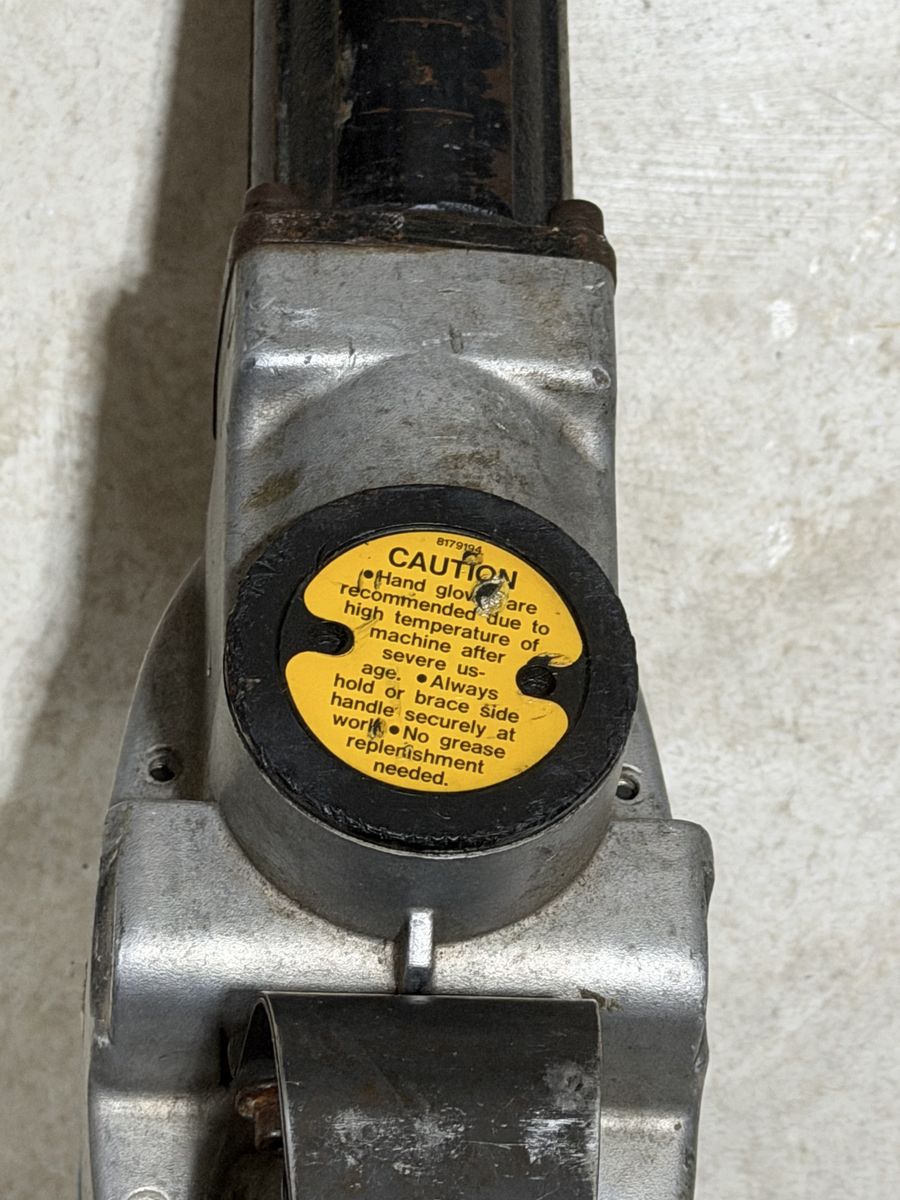 8179194
CAUTION
•Hand gloves are
recommended due to
high temperature of
machine after
severe us-
age. •Always
hold or brace side
handle securely at
work •No grease
replenishment
needed.